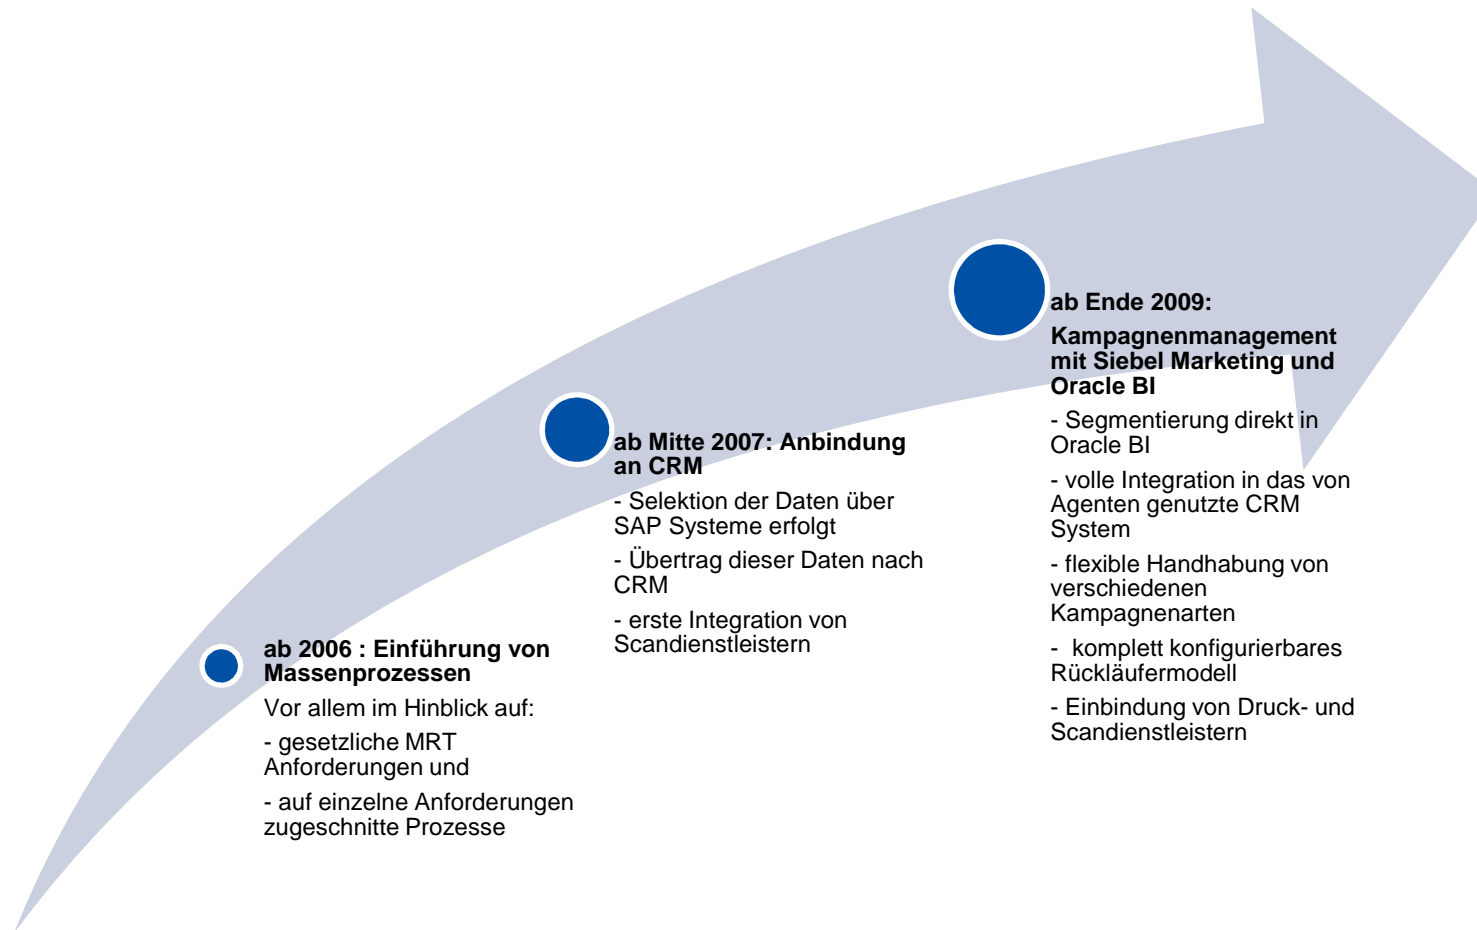 ab 2006 : Einführung von
Massenprozessen
Vor allem im Hinblick auf:
- gesetzliche MRT
Anforderungen und
- auf einzelne Anforderungen
zugeschnitte Prozesse
ab Mitte 2007: Anbindung
an CRM
- Selektion der Daten über
SAP Systeme erfolgt
- Übertrag dieser Daten nach
CRM
- erste Integration von
Scandienstleistern
ab Ende 2009:
Kampagnenmanagement
mit Siebel Marketing und
Oracle BI
- Segmentierung direkt in
Oracle BI
- volle Integration in das von
Agenten genutzte CRM
System
- flexible Handhabung von
verschiedenen
Kampagnenarten
- komplett konfigurierbares
Rückläufermodell
- Einbindung von Druck- und
Scandienstleistern